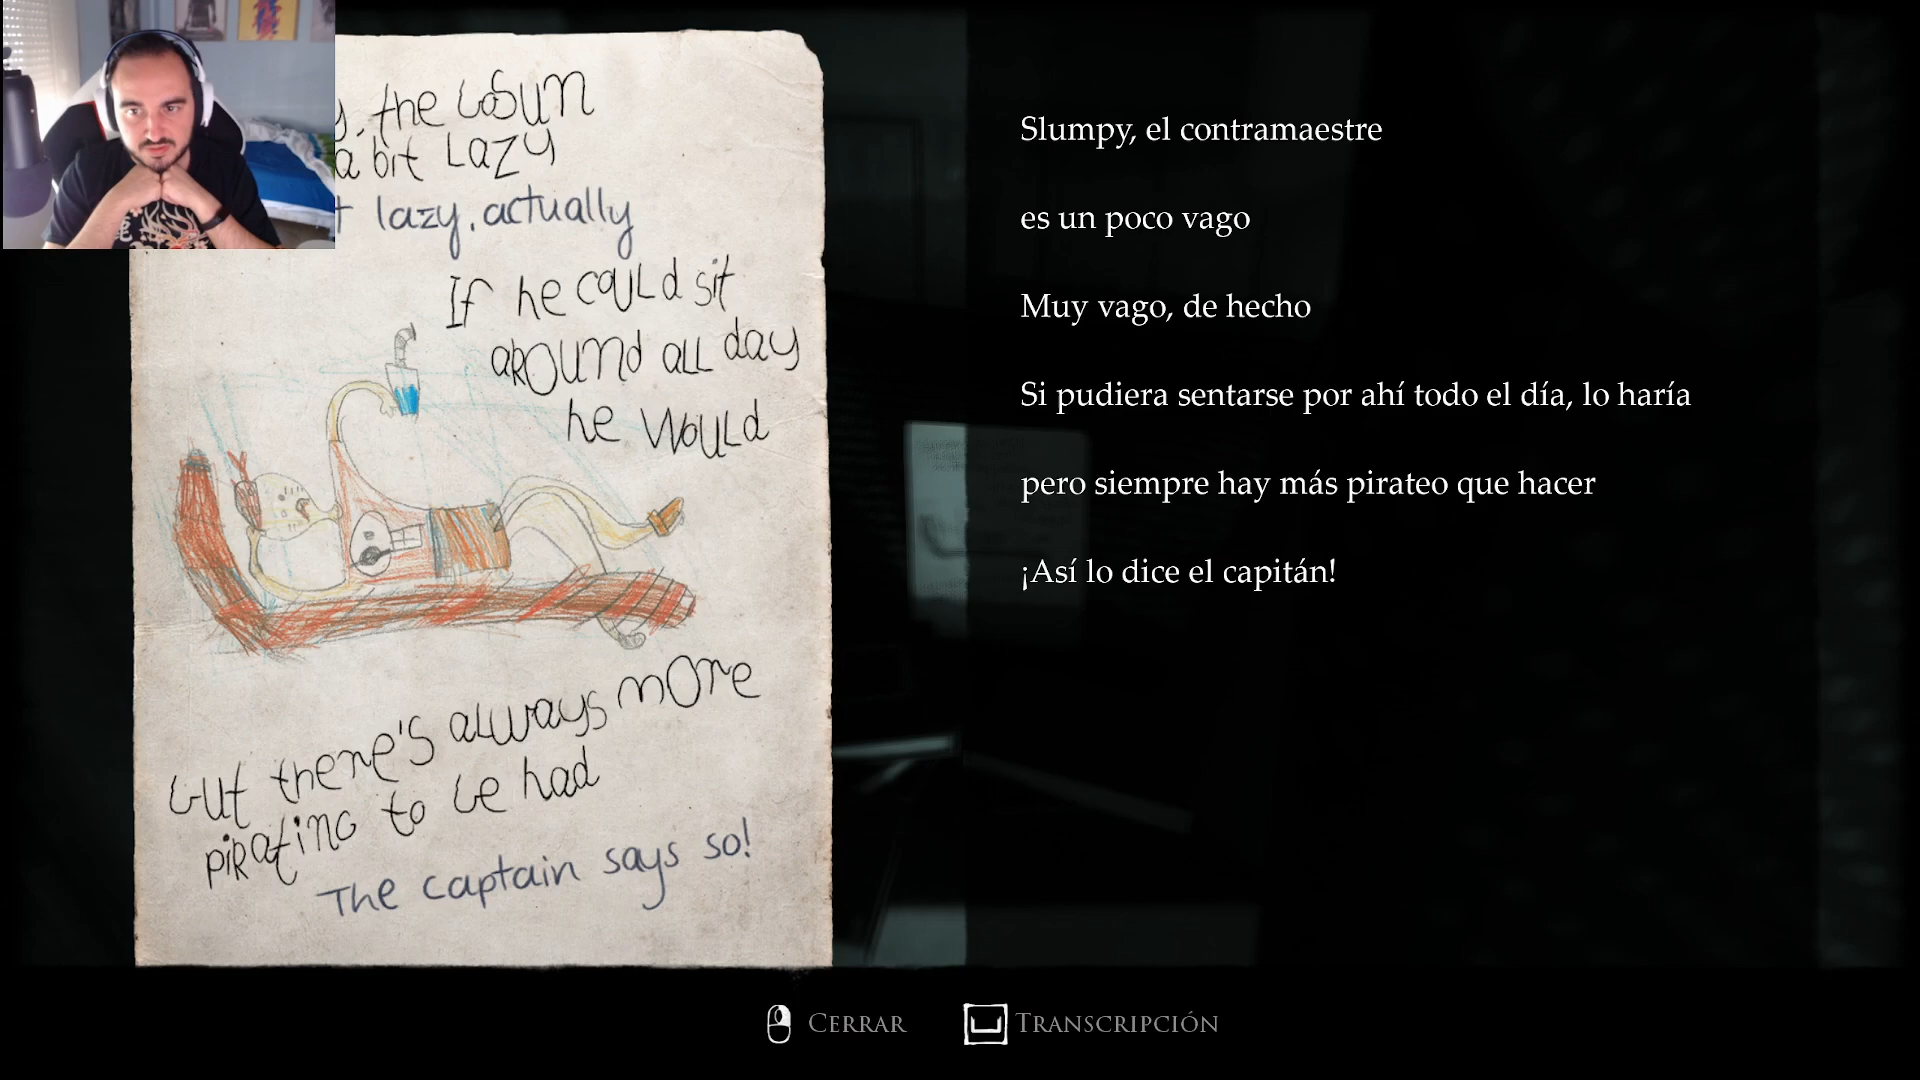 the bosun
a bit LAZY
t lazy, actually
If he could sit
around all day
he would
but there's always more
pirating to be had
The captain says so!
Slumpy, el contramaestre
es un poco vago
Muy vago, de hecho
Si pudiera sentarse por ahí todo el día, lo haría
pero siempre hay más pirateo que hacer
¡Así lo dice el capitán!
CERRAR
TRANSCRIPCIÓN